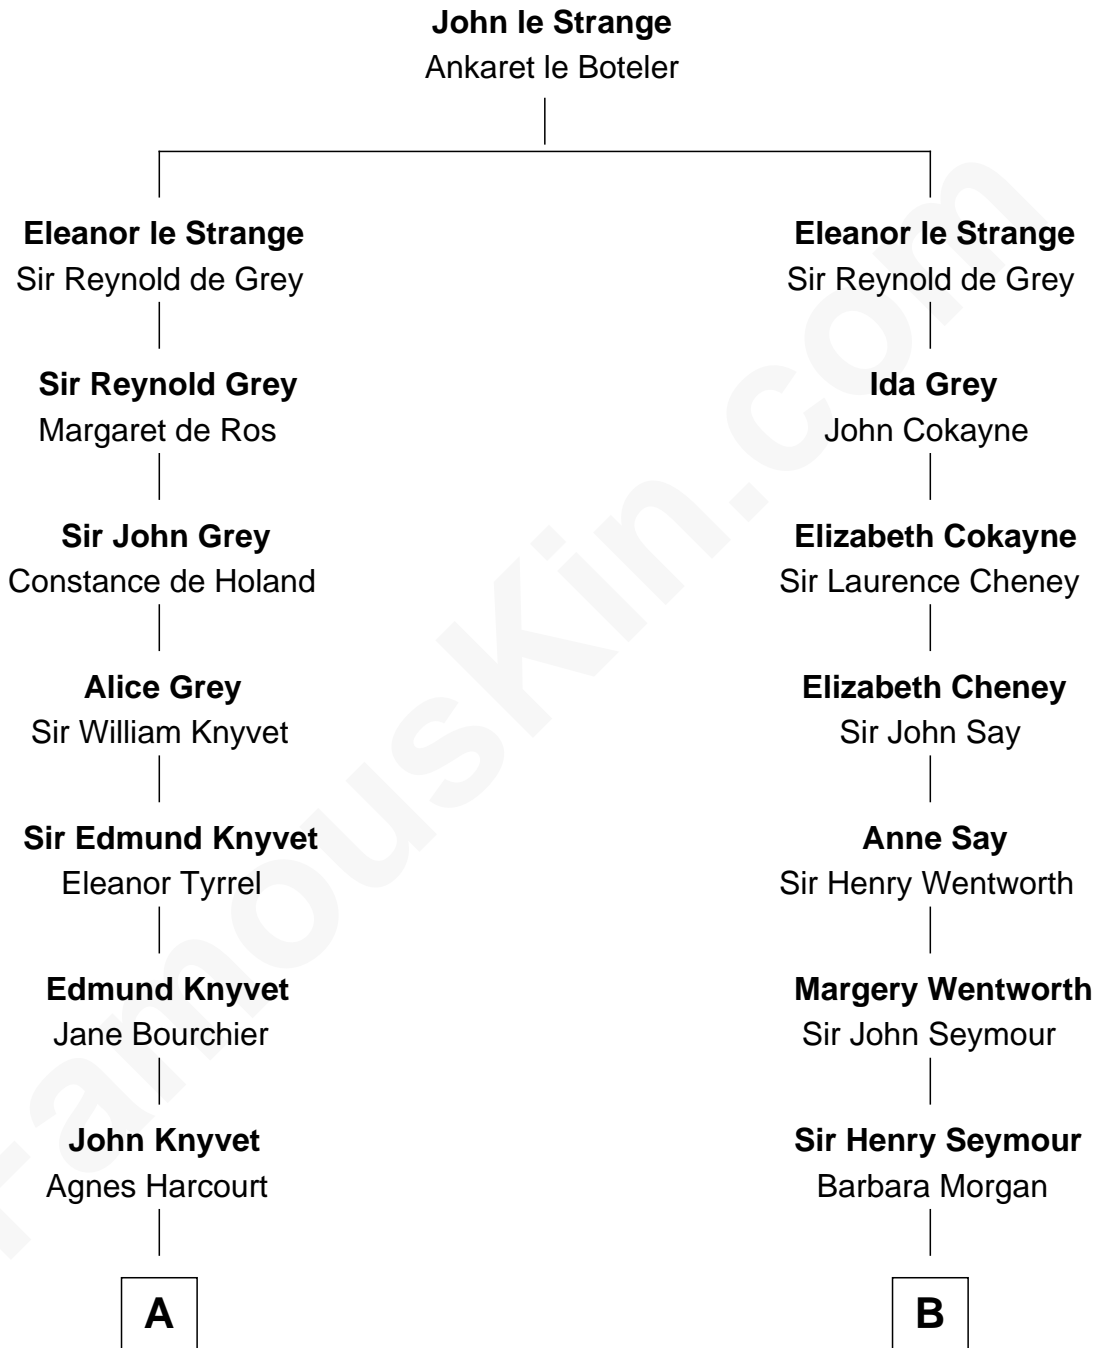 John le Strange
Ankaret le Boteler
Eleanor le Strange
Sir Reynold de Grey
Eleanor le Strange
Sir Reynold de Grey
Sir Reynold Grey
Margaret de Ros
Ida Grey
John Cokayne
Sir John Grey
Constance de Holand
Elizabeth Cokayne
Sir Laurence Cheney
Alice Grey
Sir William Knyvet
Elizabeth Cheney
Sir John Say
Sir Edmund Knyvet
Eleanor Tyrrel
Anne Say
Sir Henry Wentworth
Edmund Knyvet
Jane Bourchier
Margery Wentworth
Sir John Seymour
John Knyvet
Agnes Harcourt
Sir Henry Seymour
Barbara Morgan
A
B
FamousKin.com